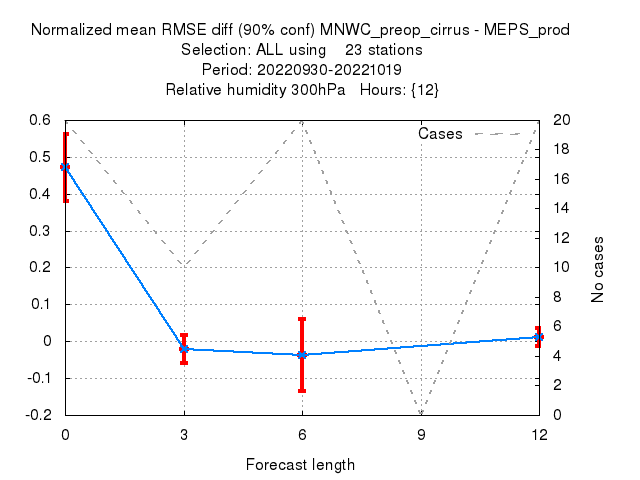 Normalized mean RMSE diff (90% conf) MNWC_preop_cirrus - MEPS_prod
Selection: ALL using    23 stations
Period: 20220930-20221019
Relative humidity 300hPa   Hours: {12}
0.6
0.5
0.4
0.3
0.2
0.1
0
-0.1
-0.2
Cases
20
18
16
14
12
10
8
6
4
2
0
No cases
0 3 6 9 12
Forecast length